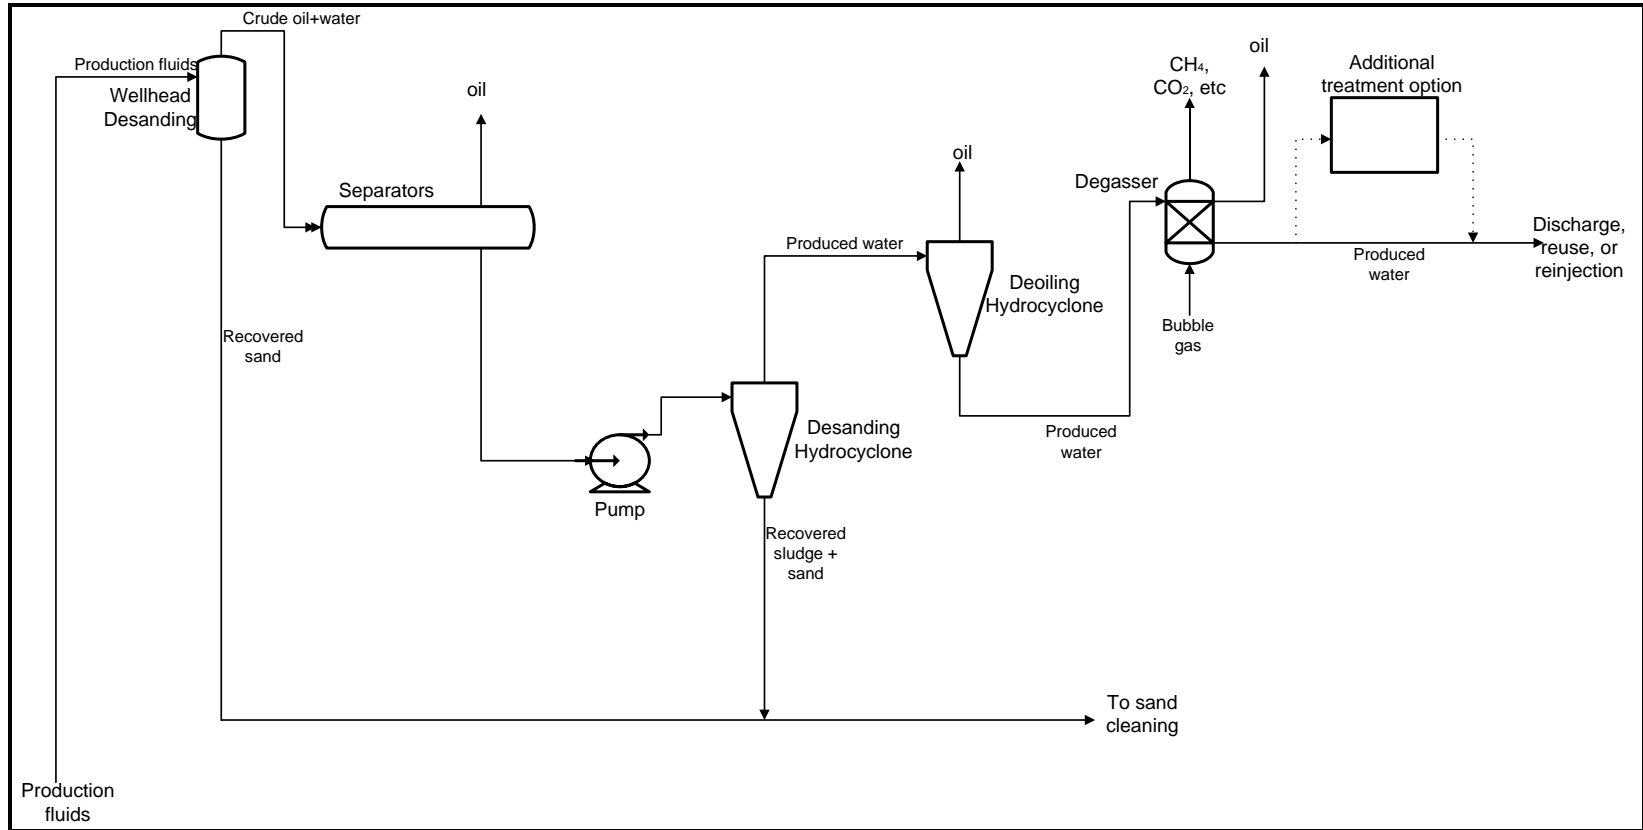 Crude oil+water
Production fluids
Wellhead
Desanding
oil
Separators
Recovered
sand
Pump
Desanding
Hydrocyclone
Recovered
sludge +
sand
Produced water
oil
Deoiling
Hydrocyclone
Produced
water
Degasser
CH₄,
CO₂, etc
oil
Bubble
gas
Additional
treatment option
Produced
water
Discharge,
reuse, or
reinjection
To sand
cleaning
Production
fluids